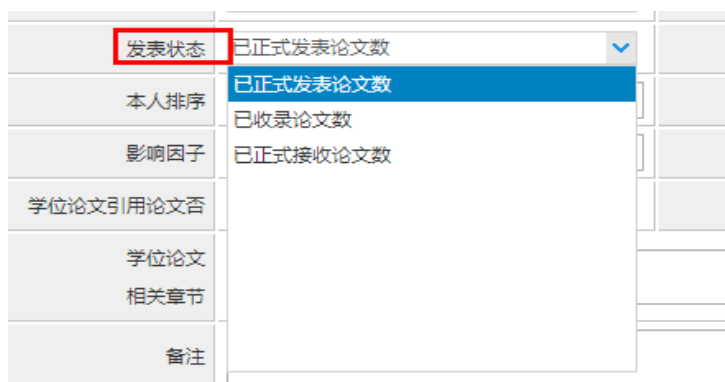 发表状态 已正式发表论文数
已正式发表论文数
本人排序
已收录论文数
影响因子 已正式接收论文数
学位论文引用论文否
学位论文
相关章节
备注